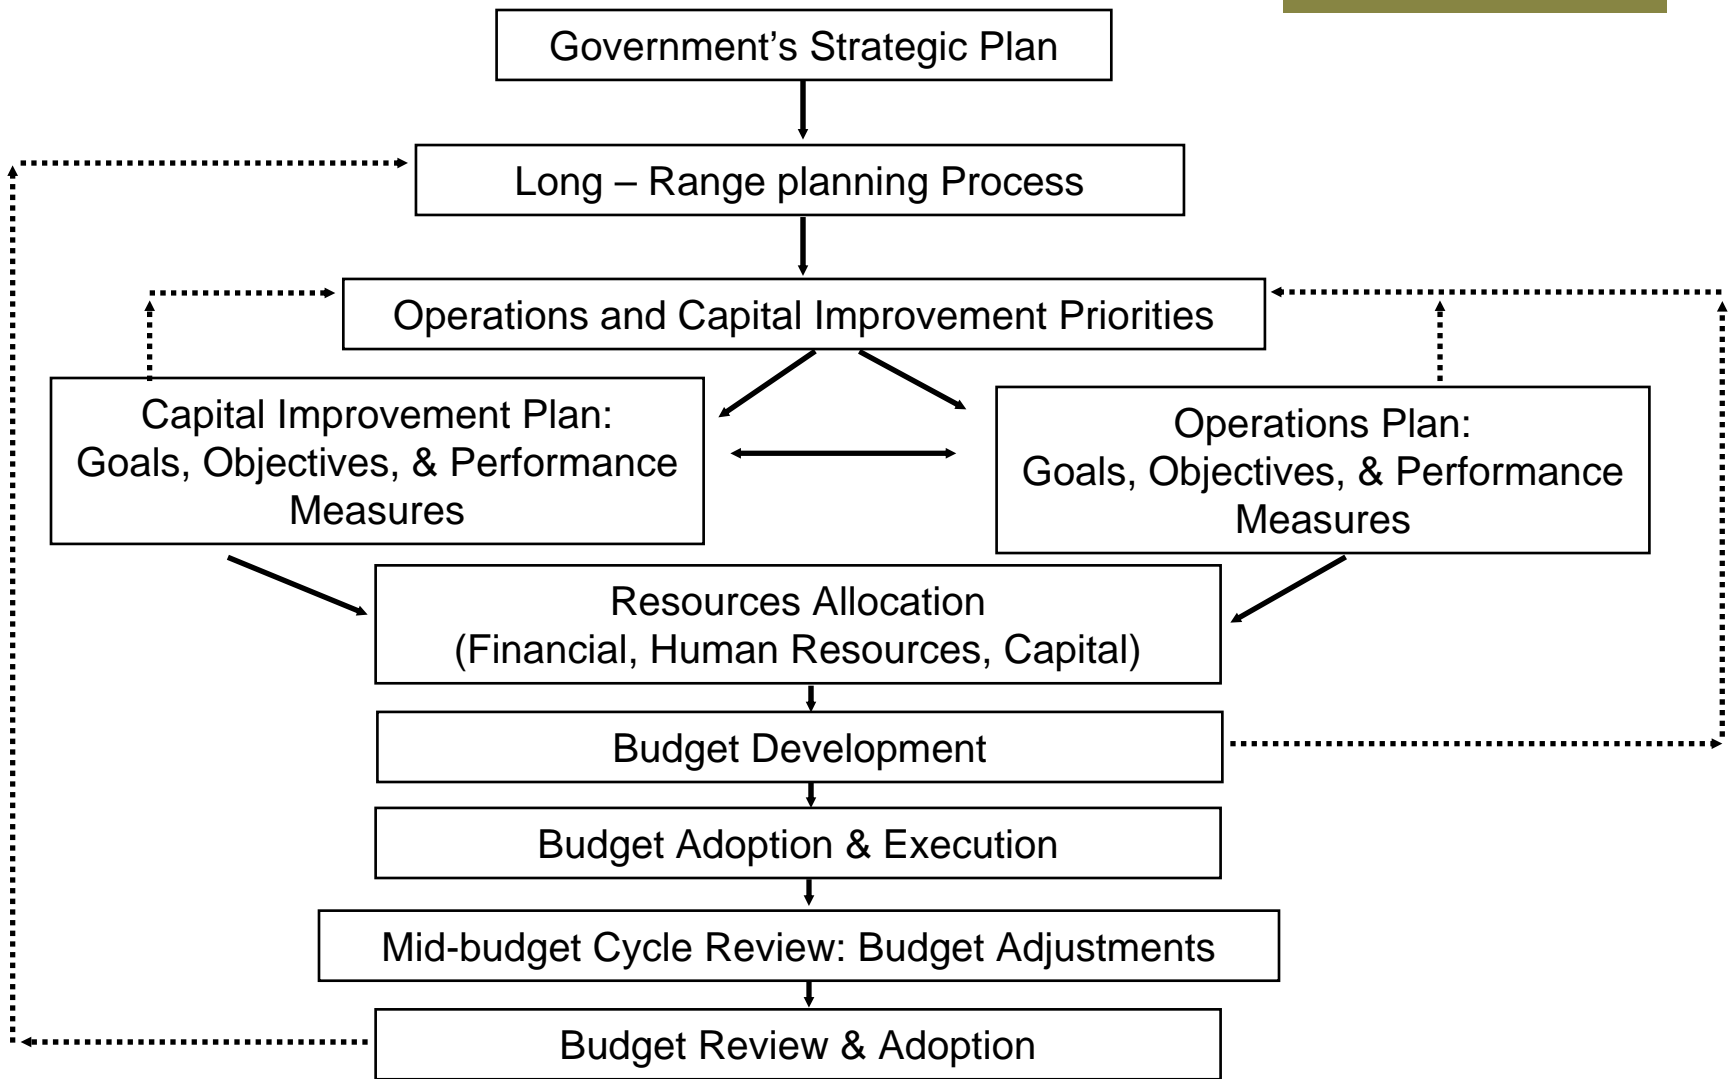 Government’s Strategic Plan
Long – Range planning Process
Operations and Capital Improvement Priorities
Capital Improvement Plan:
Goals, Objectives, & Performance
Measures
Operations Plan:
Goals, Objectives, & Performance
Measures
Resources Allocation
(Financial, Human Resources, Capital)
Budget Development
Budget Adoption & Execution
Mid-budget Cycle Review: Budget Adjustments
Budget Review & Adoption